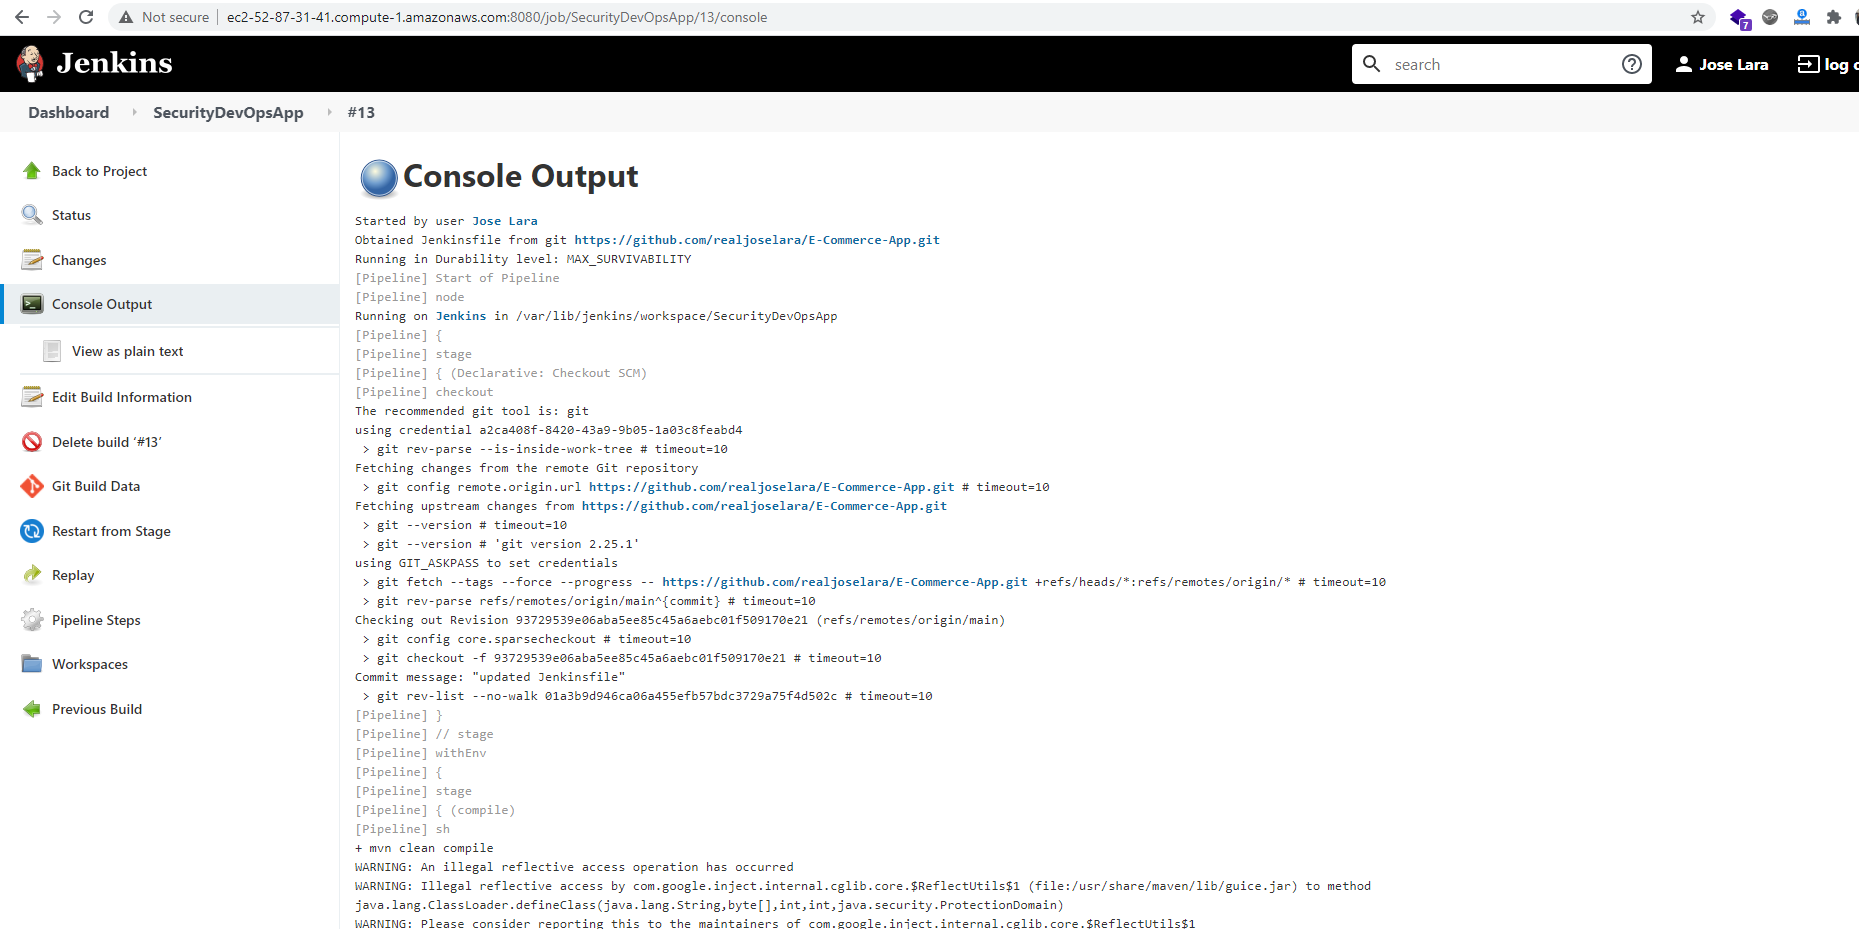 Not secure | ec2-52-87-31-41.compute-1.amazonaws.com:8080/job/SecurityDevOpsApp/13/console
7
Jenkins
search
Jose Lara
log
Dashboard
SecurityDevOpsApp
#13
Back to Project
Status
Changes
Console Output
View as plain text
Edit Build Information
Delete build ‘#13’
Git Build Data
Restart from Stage
Replay
Pipeline Steps
Workspaces
Previous Build
Console Output
Started by user Jose Lara
Obtained Jenkinsfile from git https://github.com/realjoselara/E-Commerce-App.git
Running in Durability level: MAX_SURVIVABILITY
[Pipeline] Start of Pipeline
[Pipeline] node
Running on Jenkins in /var/lib/jenkins/workspace/SecurityDevOpsApp
[Pipeline] {
[Pipeline] stage
[Pipeline] { (Declarative: Checkout SCM)
[Pipeline] checkout
The recommended git tool is: git
using credential a2ca408f-8420-43a9-9b05-1a03c8feabd4
> git rev-parse --is-inside-work-tree # timeout=10
Fetching changes from the remote Git repository
> git config remote.origin.url https://github.com/realjoselara/E-Commerce-App.git # timeout=10
Fetching upstream changes from https://github.com/realjoselara/E-Commerce-App.git
> git --version # timeout=10
> git --version # 'git version 2.25.1'
using GIT_ASKPASS to set credentials
> git fetch --tags --force --progress -- https://github.com/realjoselara/E-Commerce-App.git +refs/heads/*:refs/remotes/origin/* # timeout=10
> git rev-parse refs/remotes/origin/main^{commit} # timeout=10
Checking out Revision 93729539e06aba5ee85c45a6aebc01f509170e21 (refs/remotes/origin/main)
> git config core.sparsecheckout # timeout=10
> git checkout -f 93729539e06aba5ee85c45a6aebc01f509170e21 # timeout=10
Commit message: "updated Jenkinsfile"
> git rev-list --no-walk 01a3b9d946ca06a455efb57bdc3729a75f4d502c # timeout=10
[Pipeline] }
[Pipeline] // stage
[Pipeline] withEnv
[Pipeline] {
[Pipeline] stage
[Pipeline] { (compile)
[Pipeline] sh
+ mvn clean compile
WARNING: An illegal reflective access operation has occurred
WARNING: Illegal reflective access by com.google.inject.internal.cglib.core.$ReflectUtils$1 (file:/usr/share/maven/lib/guice.jar) to method
java.lang.ClassLoader.defineClass(java.lang.String,byte[],int,int,java.security.ProtectionDomain)
WARNING: Please consider reporting this to the maintainers of com.google.inject.internal.cglib.core.$ReflectUtils$1